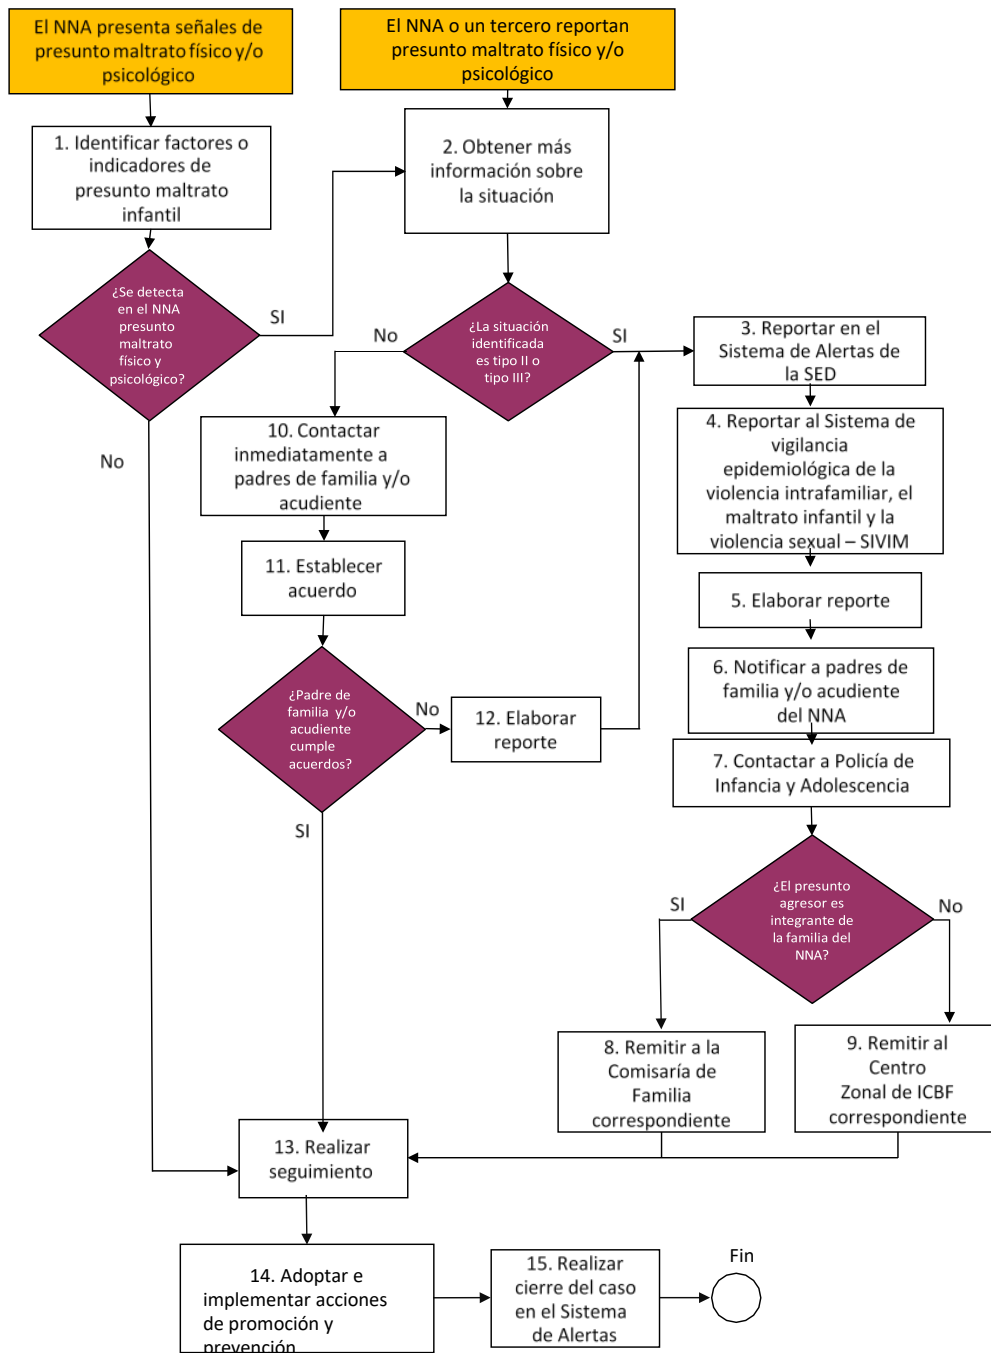 El NNA presenta señales de
presunto maltrato físico y/o
psicológico
El NNA o un tercero reportan
presunto maltrato físico y/o
psicológico
1. Identificar factores o
indicadores de
presunto maltrato
infantil
2. Obtener más
información sobre
la situación
¿Se detecta
en el NNA
presunto
maltrato
físico y
psicológico?
SI
No
¿La situación
identificada
es tipo II o
tipo III?
No
SI
3. Reportar en el
Sistema de Alertas de
la SED
4. Reportar al Sistema de
vigilancia
epidemiológica de la
violencia intrafamiliar, el
maltrato infantil y la
violencia sexual – SIVIM
5. Elaborar reporte
6. Notificar a padres de
familia y/o acudiente
del NNA
7. Contactar a Policía de
Infancia y Adolescencia
¿El presunto
agresor es
integrante de
la familia del
NNA?
SI
No
8. Remitir a la
Comisaría de
Familia
correspondiente
9. Remitir al
Centro
Zonal de ICBF
correspondiente
10. Contactar
inmediatamente a
padres de familia y/o
acudiente
11. Establecer
acuerdo
¿Padre de
familia y/o
acudiente
cumple
acuerdos?
No
SI
12. Elaborar
reporte
13. Realizar
seguimiento
14. Adoptar e
implementar acciones
de promoción y
prevención
15. Realizar
cierre del caso
en el Sistema
de Alertas
Fin